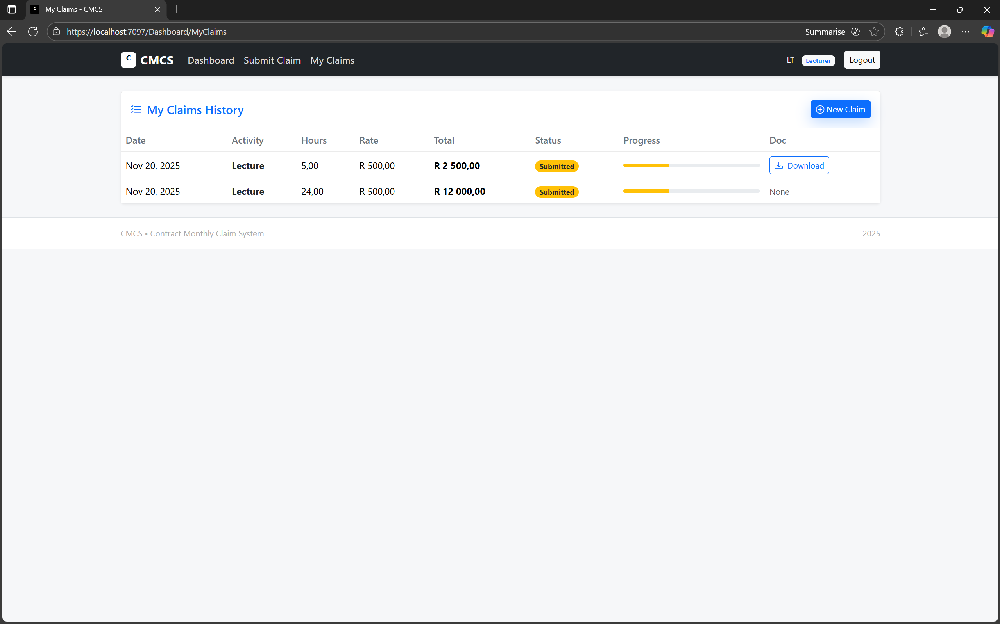 C My Claims - CMCS
https://localhost:7097/Dashboard/MyClaims Summarise
C CMCS Dashboard Submit Claim My Claims LT Lecturer Logout
My Claims History New Claim
Date Activity Hours Rate Total Status Progress Doc
Nov 20, 2025 Lecture 5,00 R 500,00 R 2 500,00 Submitted Download
Nov 20, 2025 Lecture 24,00 R 500,00 R 12 000,00 Submitted None
CMCS • Contract Monthly Claim System 2025